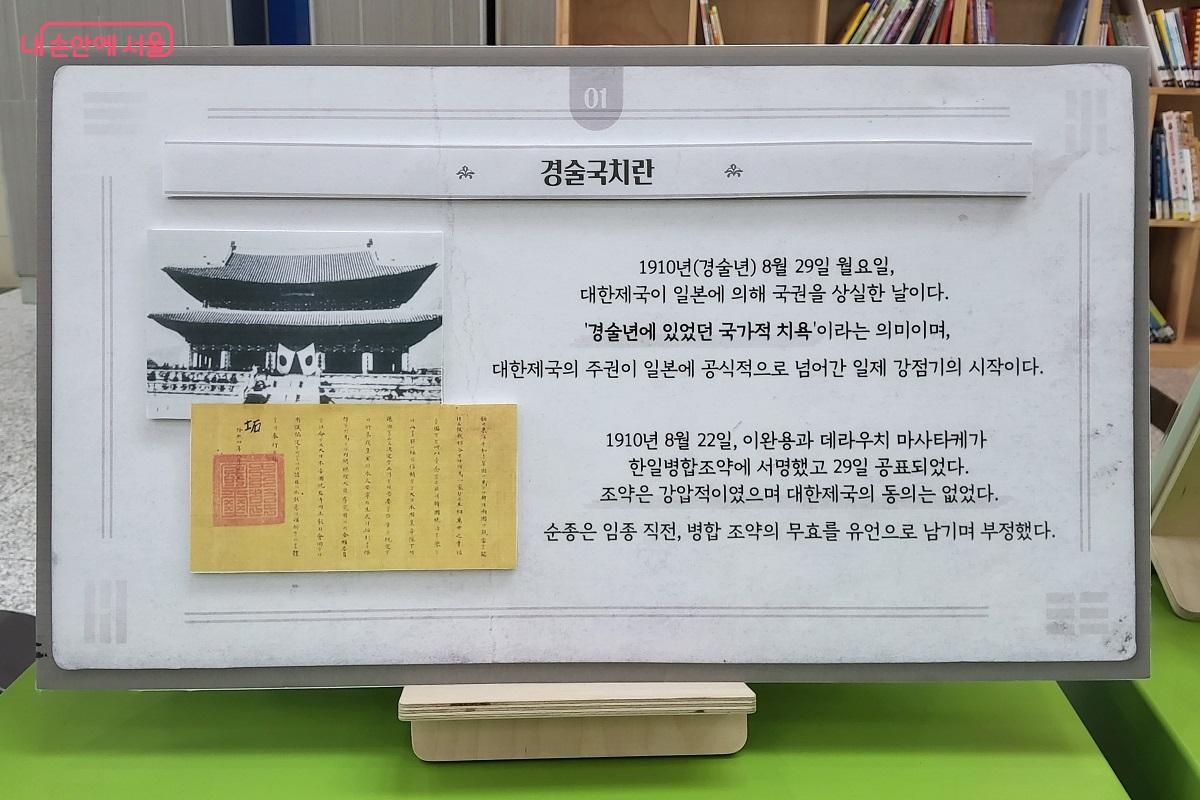 내 손안에 서울
01
경술국치란
1910년(경술년) 8월 29일 월요일,
대한제국이 일본에 의해 국권을 상실한 날이다.
'경술년에 있었던 국가적 치욕'이라는 의미이며,
대한제국의 주권이 일본에 공식적으로 넘어간 일제 강점기의 시작이다.
1910년 8월 22일, 이완용과 데라우치 마사타케가
한일병합조약에 서명했고 29일 공표되었다.
조약은 강압적이였으며 대한제국의 동의는 없었다.
순종은 임종 직전, 병합 조약의 무효를 유언으로 남기며 부정했다.